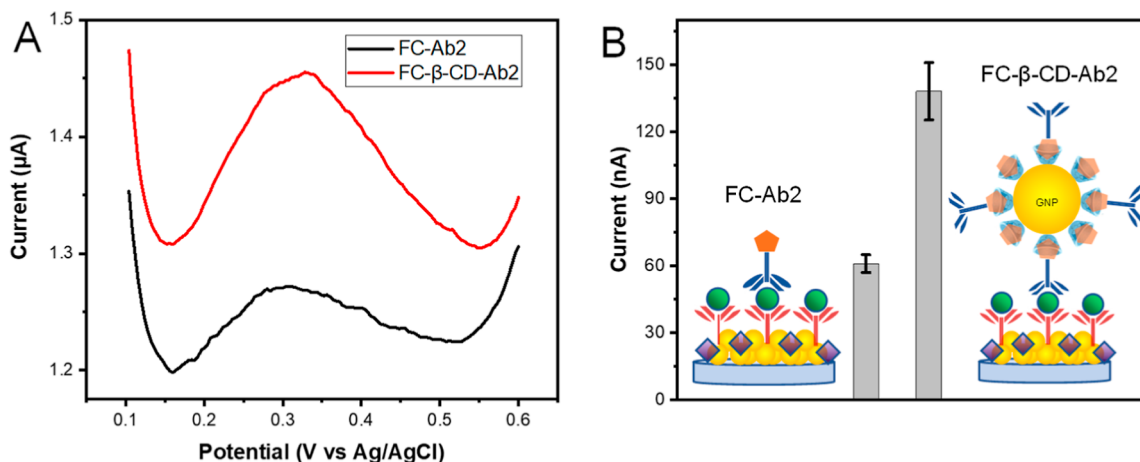 A
1.5
1.4
1.3
1.2
Current (µA)
0.1 0.2 0.3 0.4 0.5 0.6
Potential (V vs Ag/AgCl)
FC-Ab2
FC-β-CD-Ab2
B
150
120
90
60
30
0
Current (nA)
FC-Ab2
FC-β-CD-Ab2
GNP